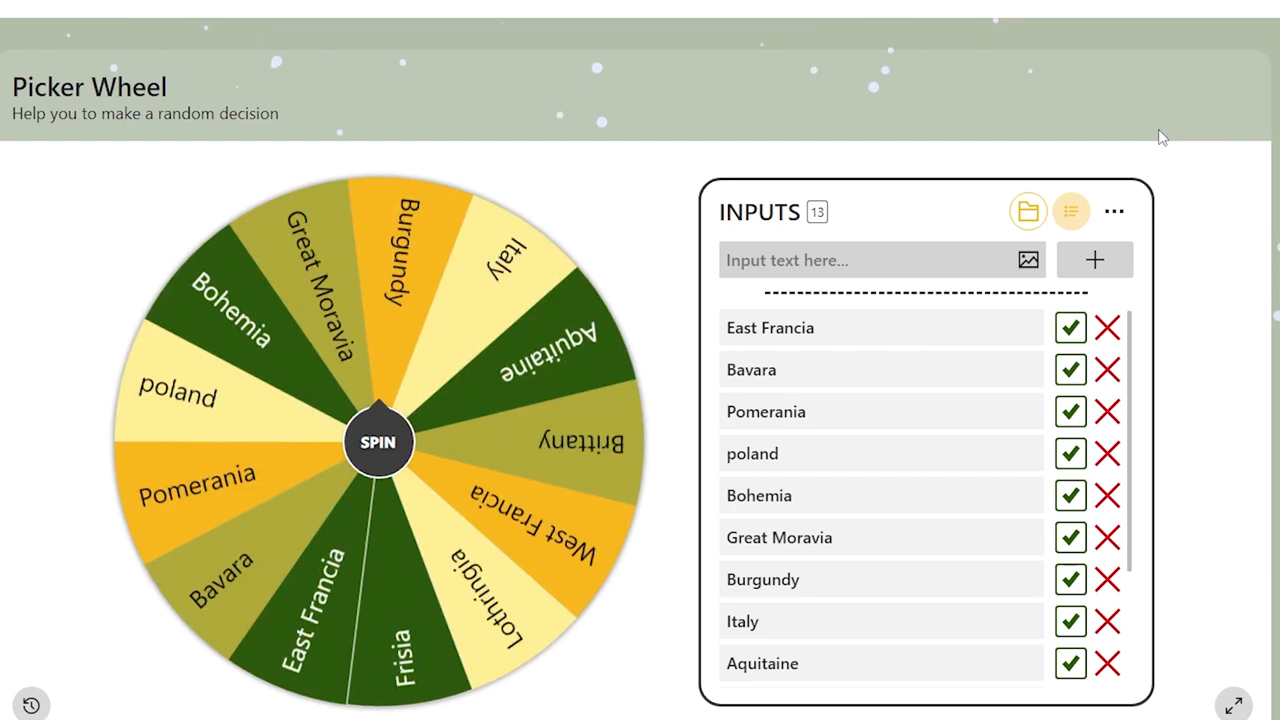 Picker Wheel
Help you to make a random decision
Burgundy
Italy
Aquitaine
Brittany
West Francia
Lothringia
Frisia
East Francia
Bavara
Pomerania
poland
Bohemia
Great Moravia
SPIN
INPUTS 13
Input text here...
East Francia
Bavara
Pomerania
poland
Bohemia
Great Moravia
Burgundy
Italy
Aquitaine